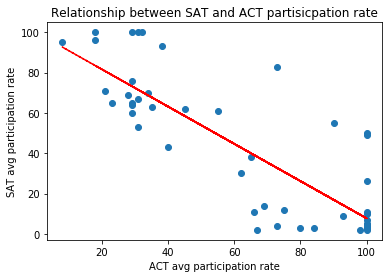 Relationship between SAT and ACT partisicpation rate
100
80
60
40
20
0
SAT avg participation rate
20 40 60 80 100
ACT avg participation rate